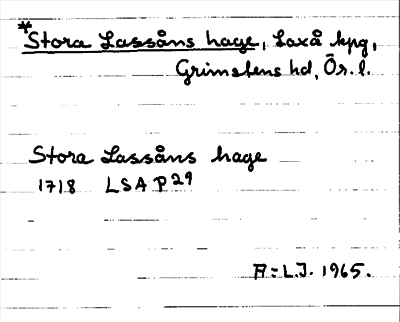 *Stora Lassåns hage, Laxå kpg,
Grimstens hd, Ör. l.
Stora Lassåns hage
1718 LSA P29
A=L.J. 1965.